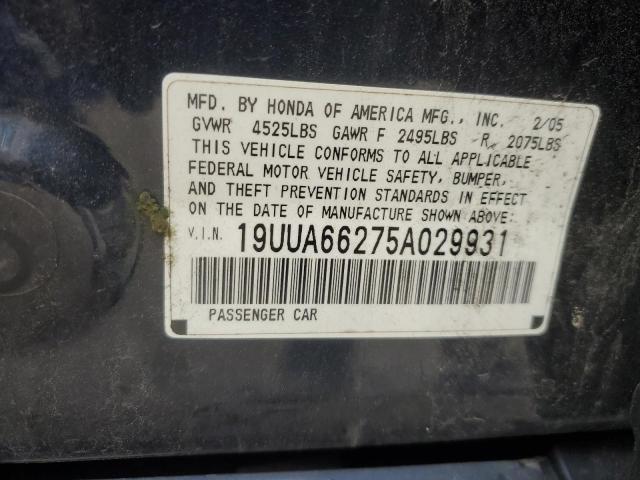 MFD. BY HONDA OF AMERICA MFG., INC. 2/05
GVWR 4525LBS GAWR F 2495LBS R 2075LBS
THIS VEHICLE CONFORMS TO ALL APPLICABLE
FEDERAL MOTOR VEHICLE SAFETY, BUMPER,
AND THEFT PREVENTION STANDARDS IN EFFECT
ON THE DATE OF MANUFACTURE SHOWN ABOVE:
V.I.N. 19UUA66275A029931
PASSENGER CAR